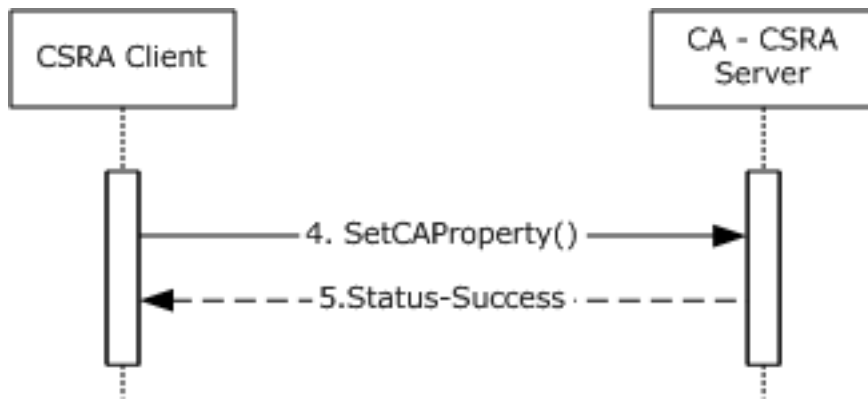 CSRA Client
CA - CSRA
Server
4. SetCAProperty()
5.Status-Success